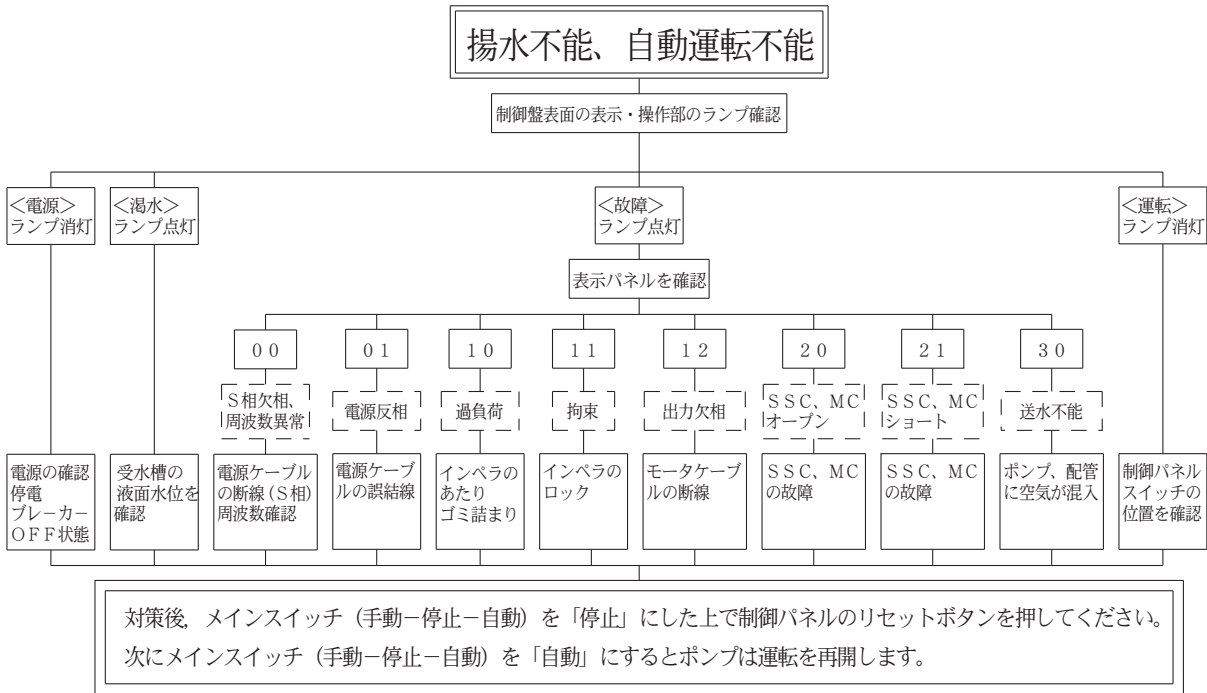 揚水不能、自動運転不能
制御盤表面の表示・操作部のランプ確認
＜電源＞
ランプ消灯
＜渇水＞
ランプ点灯
＜故障＞
ランプ点灯
＜運転＞
ランプ消灯
表示パネルを確認
００
０１
１０
１１
１２
２０
２１
３０
Ｓ相欠相、
周波数異常
電源反相
過負荷
拘束
出力欠相
ＳＳＣ、ＭＣ
オープン
ＳＳＣ、ＭＣ
ショート
送水不能
電源の確認
停電
ブレーカー
ＯＦＦ状態
受水槽の
液面水位を
確認
電源ケーブル
の断線(Ｓ相)
周波数確認
電源ケーブ
ルの誤結線
インペラの
あたり
ゴミ詰まり
インペラの
ロック
モータケーブ
ルの断線
ＳＳＣ、ＭＣ
の故障
ＳＳＣ、ＭＣ
の故障
ポンプ、配管
に空気が混入
制御パネル
スイッチの
位置を確認
対策後，メインスイッチ（手動－停止－自動）を「停止」にした上で制御パネルのリセットボタンを押してください。
次にメインスイッチ（手動－停止－自動）を「自動」にするとポンプは運転を再開します。